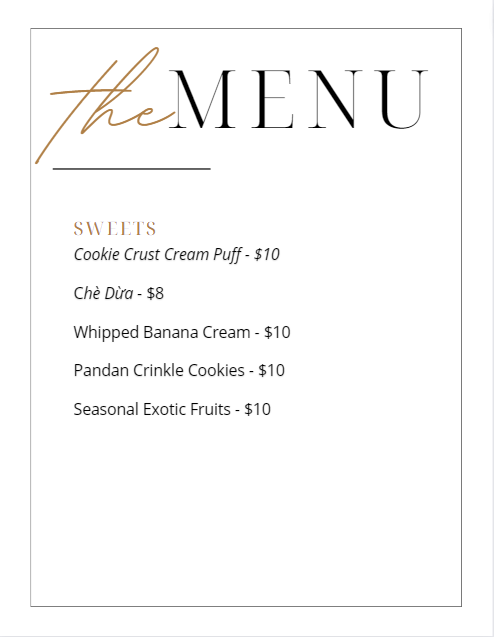 the MENU
SWEETS
Cookie Crust Cream Puff - $10
Chè Dừa - $8
Whipped Banana Cream - $10
Pandan Crinkle Cookies - $10
Seasonal Exotic Fruits - $10